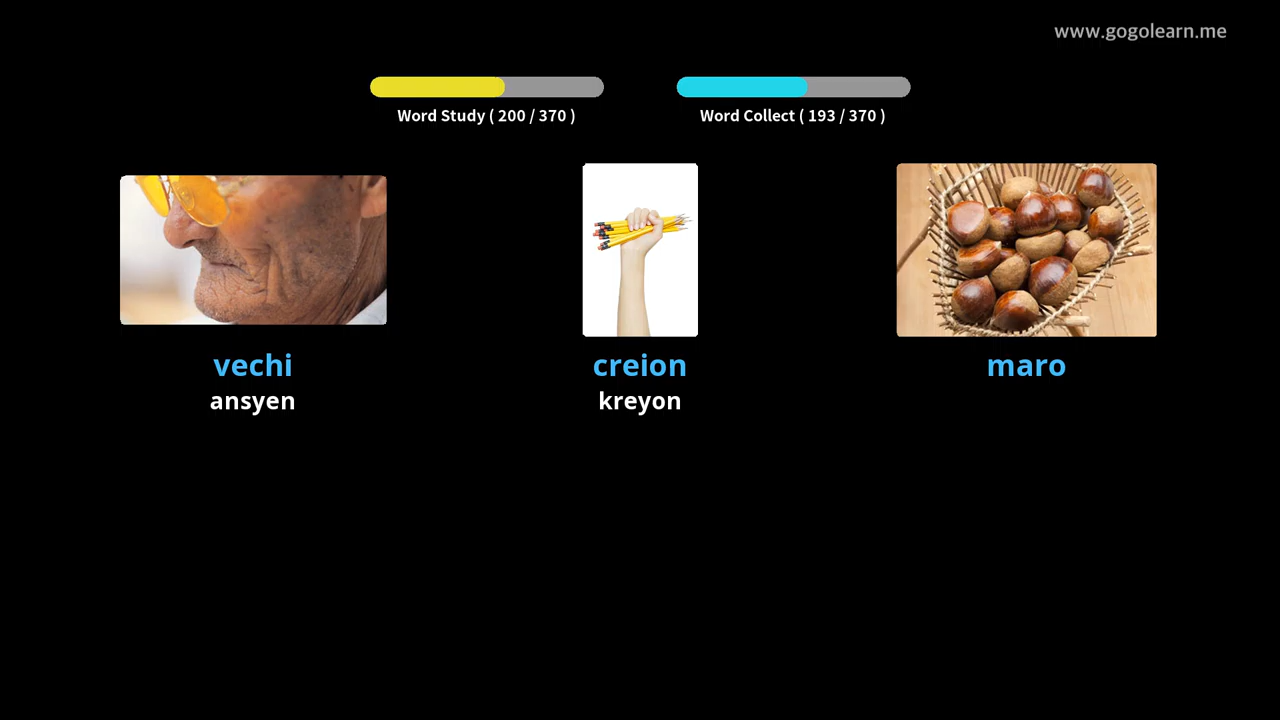 www.gogolearn.me
Word Study ( 200 / 370 )
Word Collect ( 193 / 370 )
vechi
ansyen
creion
kreyon
maro